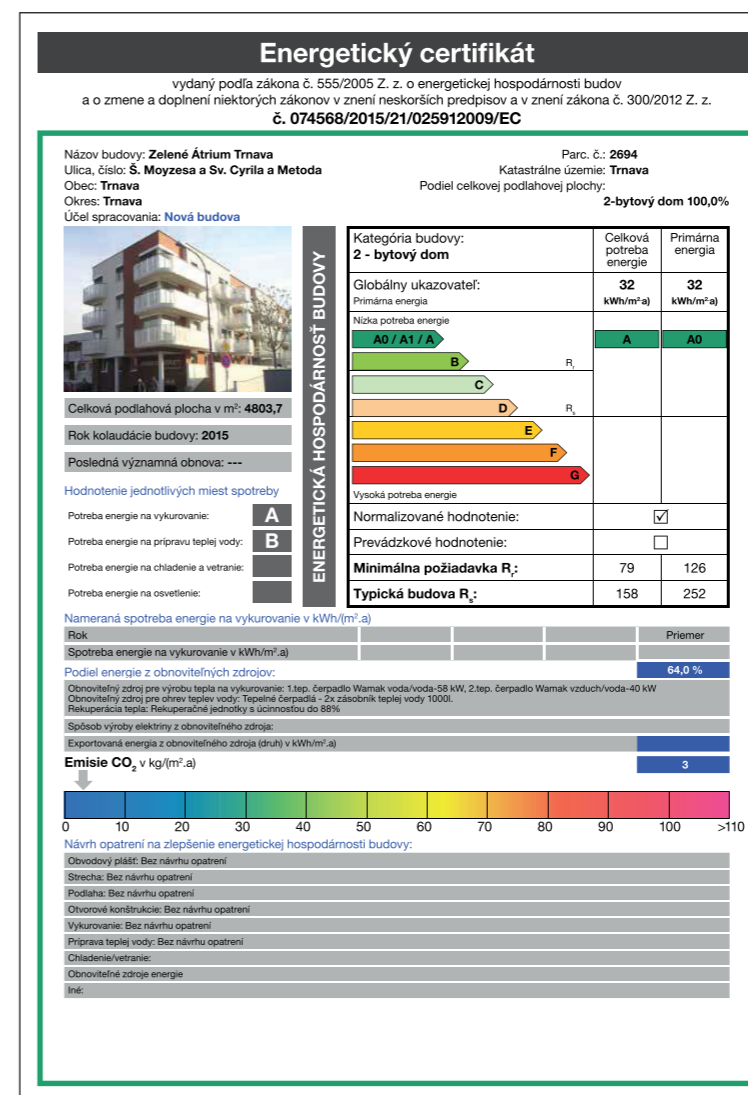 Energetický certifikát
vydaný podľa zákona č. 555/2005 Z. z. o energetickej hospodárnosti budov
a o zmene a doplnení niektorých zákonov v znení neskorších predpisov a v znení zákona č. 300/2012 Z. z.
č. 074568/2015/21/025912009/EC
Názov budovy: Zelené Átrium Trnava
Parc. č.: 2694
Ulica, číslo: Š. Moyzesa a Sv. Cyrila a Metoda
Katastrálne územie: Trnava
Obec: Trnava
Podiel celkovej podlahovej plochy:
Okres: Trnava
2-bytový dom 100,0%
Účel spracovania: Nová budova
ENERGETICKÁ HOSPODÁRNOSŤ BUDOVY
Kategória budovy:
2 - bytový dom
Celková potreba energie
Primárna energia
Globálny ukazovateľ:
Primárna energia
32 kWh/m² a)
32 kWh/m² a)
Nízka potreba energie
A0 / A1 / A
A
A0
B
Rr
C
D
Rs
E
F
G
Vysoká potreba energie
Normalizované hodnotenie: ☑
Prevádzkové hodnotenie: ☐
Minimálna požiadavka Rr: 79 126
Typická budova Rs: 158 252
Celková podlahová plocha v m²: 4803,7
Rok kolaudácie budovy: 2015
Posledná významná obnova: ---
Hodnotenie jednotlivých miest spotreby
Potreba energie na vykurovanie: A
Potreba energie na prípravu teplej vody: B
Potreba energie na chladenie a vetranie:
Potreba energie na osvetlenie:
Nameraná spotreba energie na vykurovanie v kWh/(m².a)
Rok Priemer
Spotreba energie na vykurovanie v kWh/m².a)
Podiel energie z obnoviteľných zdrojov: 64,0 %
Obnoviteľný zdroj pre výrobu tepla na vykurovanie: 1.tep. čerpadlo Wamak voda/voda-58 kW, 2.tep. čerpadlo Wamak vzduch/voda-40 kW
Obnoviteľný zdroj pre ohrev teplev vody: Tepelné čerpadlá - 2x zásobník teplej vody 1000l.
Rekuperácia tepla: Rekuperačné jednotky s úcinnosťou do 88%
Spôsob výroby elektriny z obnoviteľného zdroja:
Exportovaná energia z obnoviteľného zdroja (druh) v kWh/m².a)
Emisie CO₂ v kg/(m².a) 3
0 10 20 30 40 50 60 70 80 90 100 >110
Návrh opatrení na zlepšenie energetickej hospodárnosti budovy:
Obvodový plášť: Bez návrhu opatrení
Strecha: Bez návrhu opatrení
Podlaha: Bez návrhu opatrení
Otvorové konštrukcie: Bez návrhu opatrení
Vykurovanie: Bez návrhu opatrení
Príprava teplej vody: Bez návrhu opatrení
Chladenie/vetranie:
Obnoviteľné zdroje energie
Iné: